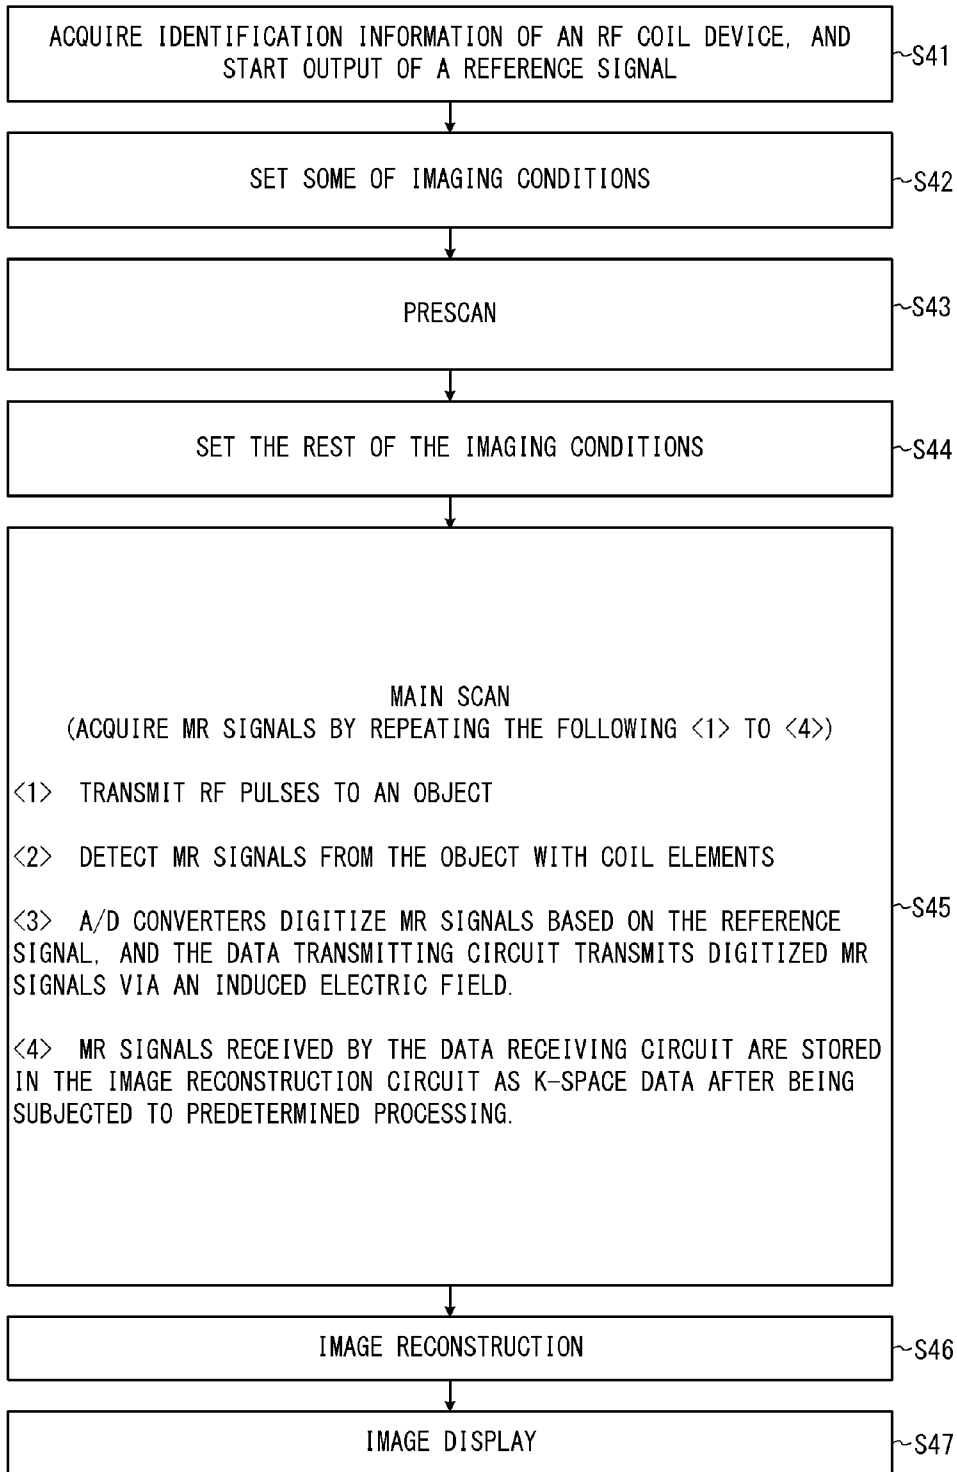 ACQUIRE IDENTIFICATION INFORMATION OF AN RF COIL DEVICE, AND
START OUTPUT OF A REFERENCE SIGNAL
S41
SET SOME OF IMAGING CONDITIONS
S42
PRESCAN
S43
SET THE REST OF THE IMAGING CONDITIONS
S44
MAIN SCAN
(ACQUIRE MR SIGNALS BY REPEATING THE FOLLOWING <1> TO <4>)
<1> TRANSMIT RF PULSES TO AN OBJECT
<2> DETECT MR SIGNALS FROM THE OBJECT WITH COIL ELEMENTS
<3> A/D CONVERTERS DIGITIZE MR SIGNALS BASED ON THE REFERENCE
SIGNAL, AND THE DATA TRANSMITTING CIRCUIT TRANSMITS DIGITIZED MR
SIGNALS VIA AN INDUCED ELECTRIC FIELD.
<4> MR SIGNALS RECEIVED BY THE DATA RECEIVING CIRCUIT ARE STORED
IN THE IMAGE RECONSTRUCTION CIRCUIT AS K-SPACE DATA AFTER BEING
SUBJECTED TO PREDETERMINED PROCESSING.
S45
IMAGE RECONSTRUCTION
S46
IMAGE DISPLAY
S47